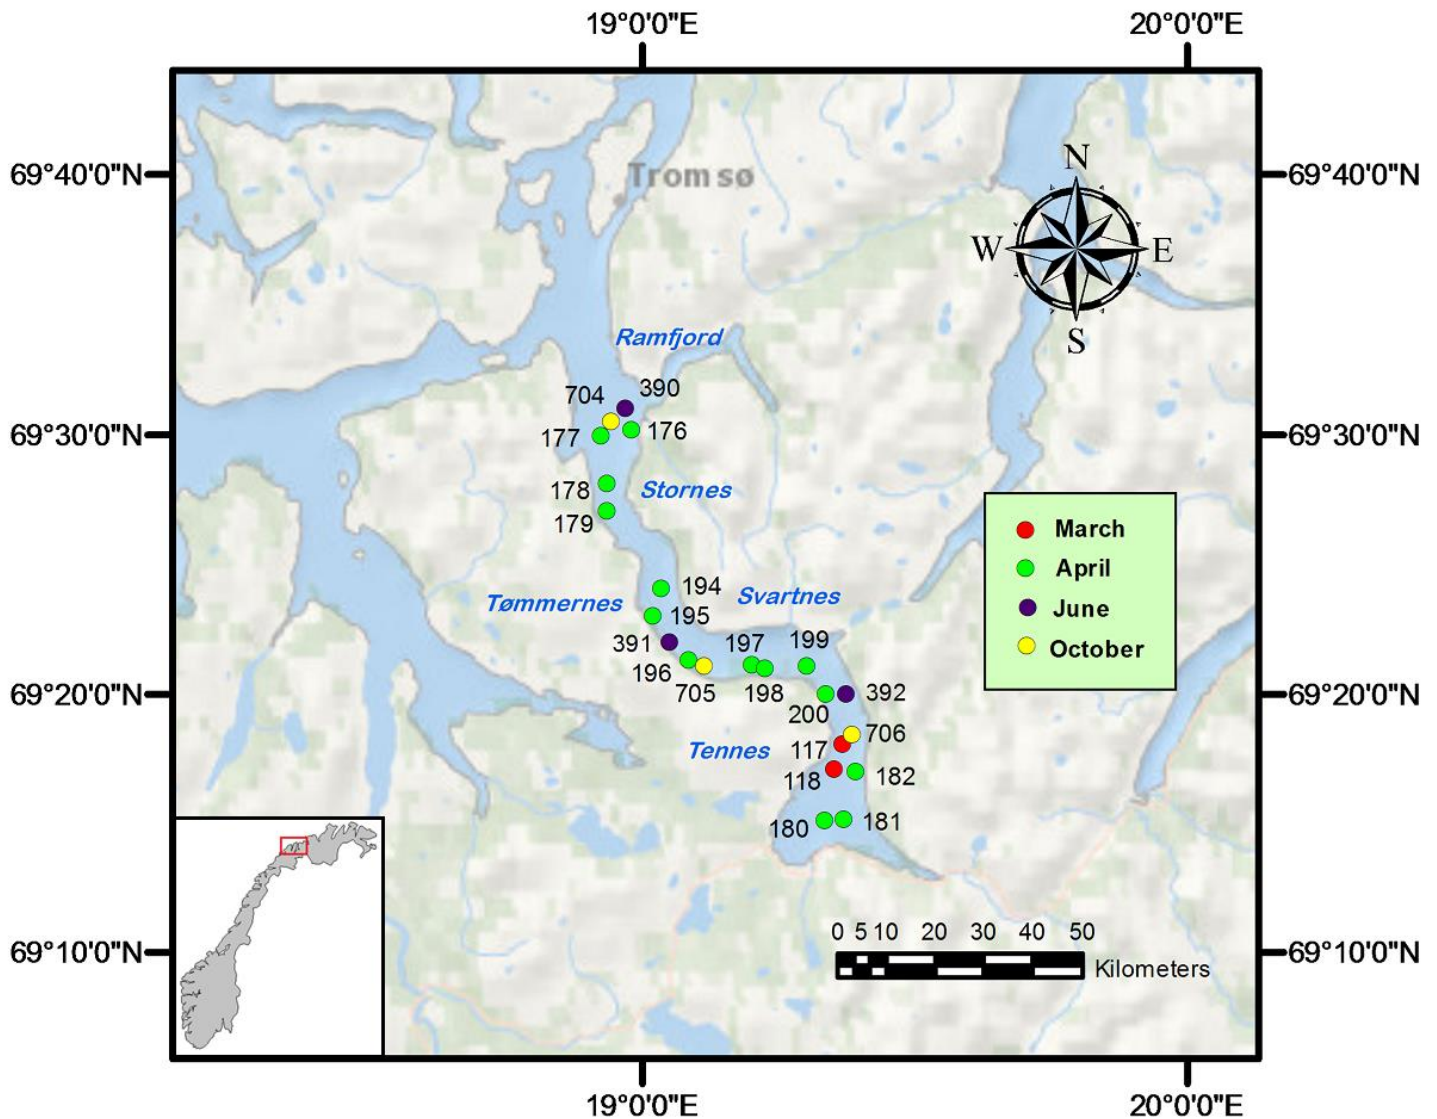 19°0'0"E 20°0'0"E
N
69°40'0"N Tromsø 69°40'0"N
W E
S
Ramfjord
704 390
69°30'0"N 177 176 69°30'0"N
178 Stornes
179
March
April
June
October
194
Tømmernes Svartnes
195
391 197 199
196
705 198 392
69°20'0"N 69°20'0"N
200
706
Tennes 117
118 182
180 181
0 5 10 20 30 40 50
69°10'0"N 69°10'0"N
Kilometers
19°0'0"E 20°0'0"E